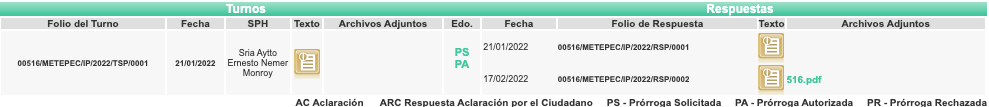 Turnos Respuestas
Folio del Turno Fecha SPH Texto Archivos Adjuntos Edo. Fecha Folio de Respuesta Texto Archivos Adjuntos
00516/METEPEC/IP/2022/TSP/0001 21/01/2022 Sria Aytto
Ernesto Nemer
Monroy
PS
PA
21/01/2022 00516/METEPEC/IP/2022/RSP/0001
17/02/2022 00516/METEPEC/IP/2022/RSP/0002 516.pdf
AC Aclaración ARC Respuesta Aclaración por el Ciudadano PS - Prórroga Solicitada PA - Prórroga Autorizada PR - Prórroga Rechazada